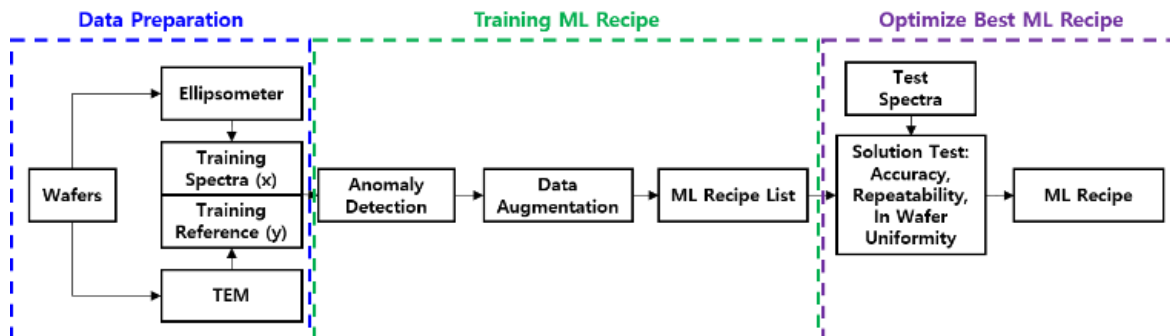 Data Preparation
Training ML Recipe
Optimize Best ML Recipe
Wafers
Ellipsometer
Training
Spectra (x)
Training
Reference (y)
TEM
Anomaly
Detection
Data
Augmentation
ML Recipe List
Test
Spectra
Solution Test:
Accuracy,
Repeatability,
In Wafer
Uniformity
ML Recipe